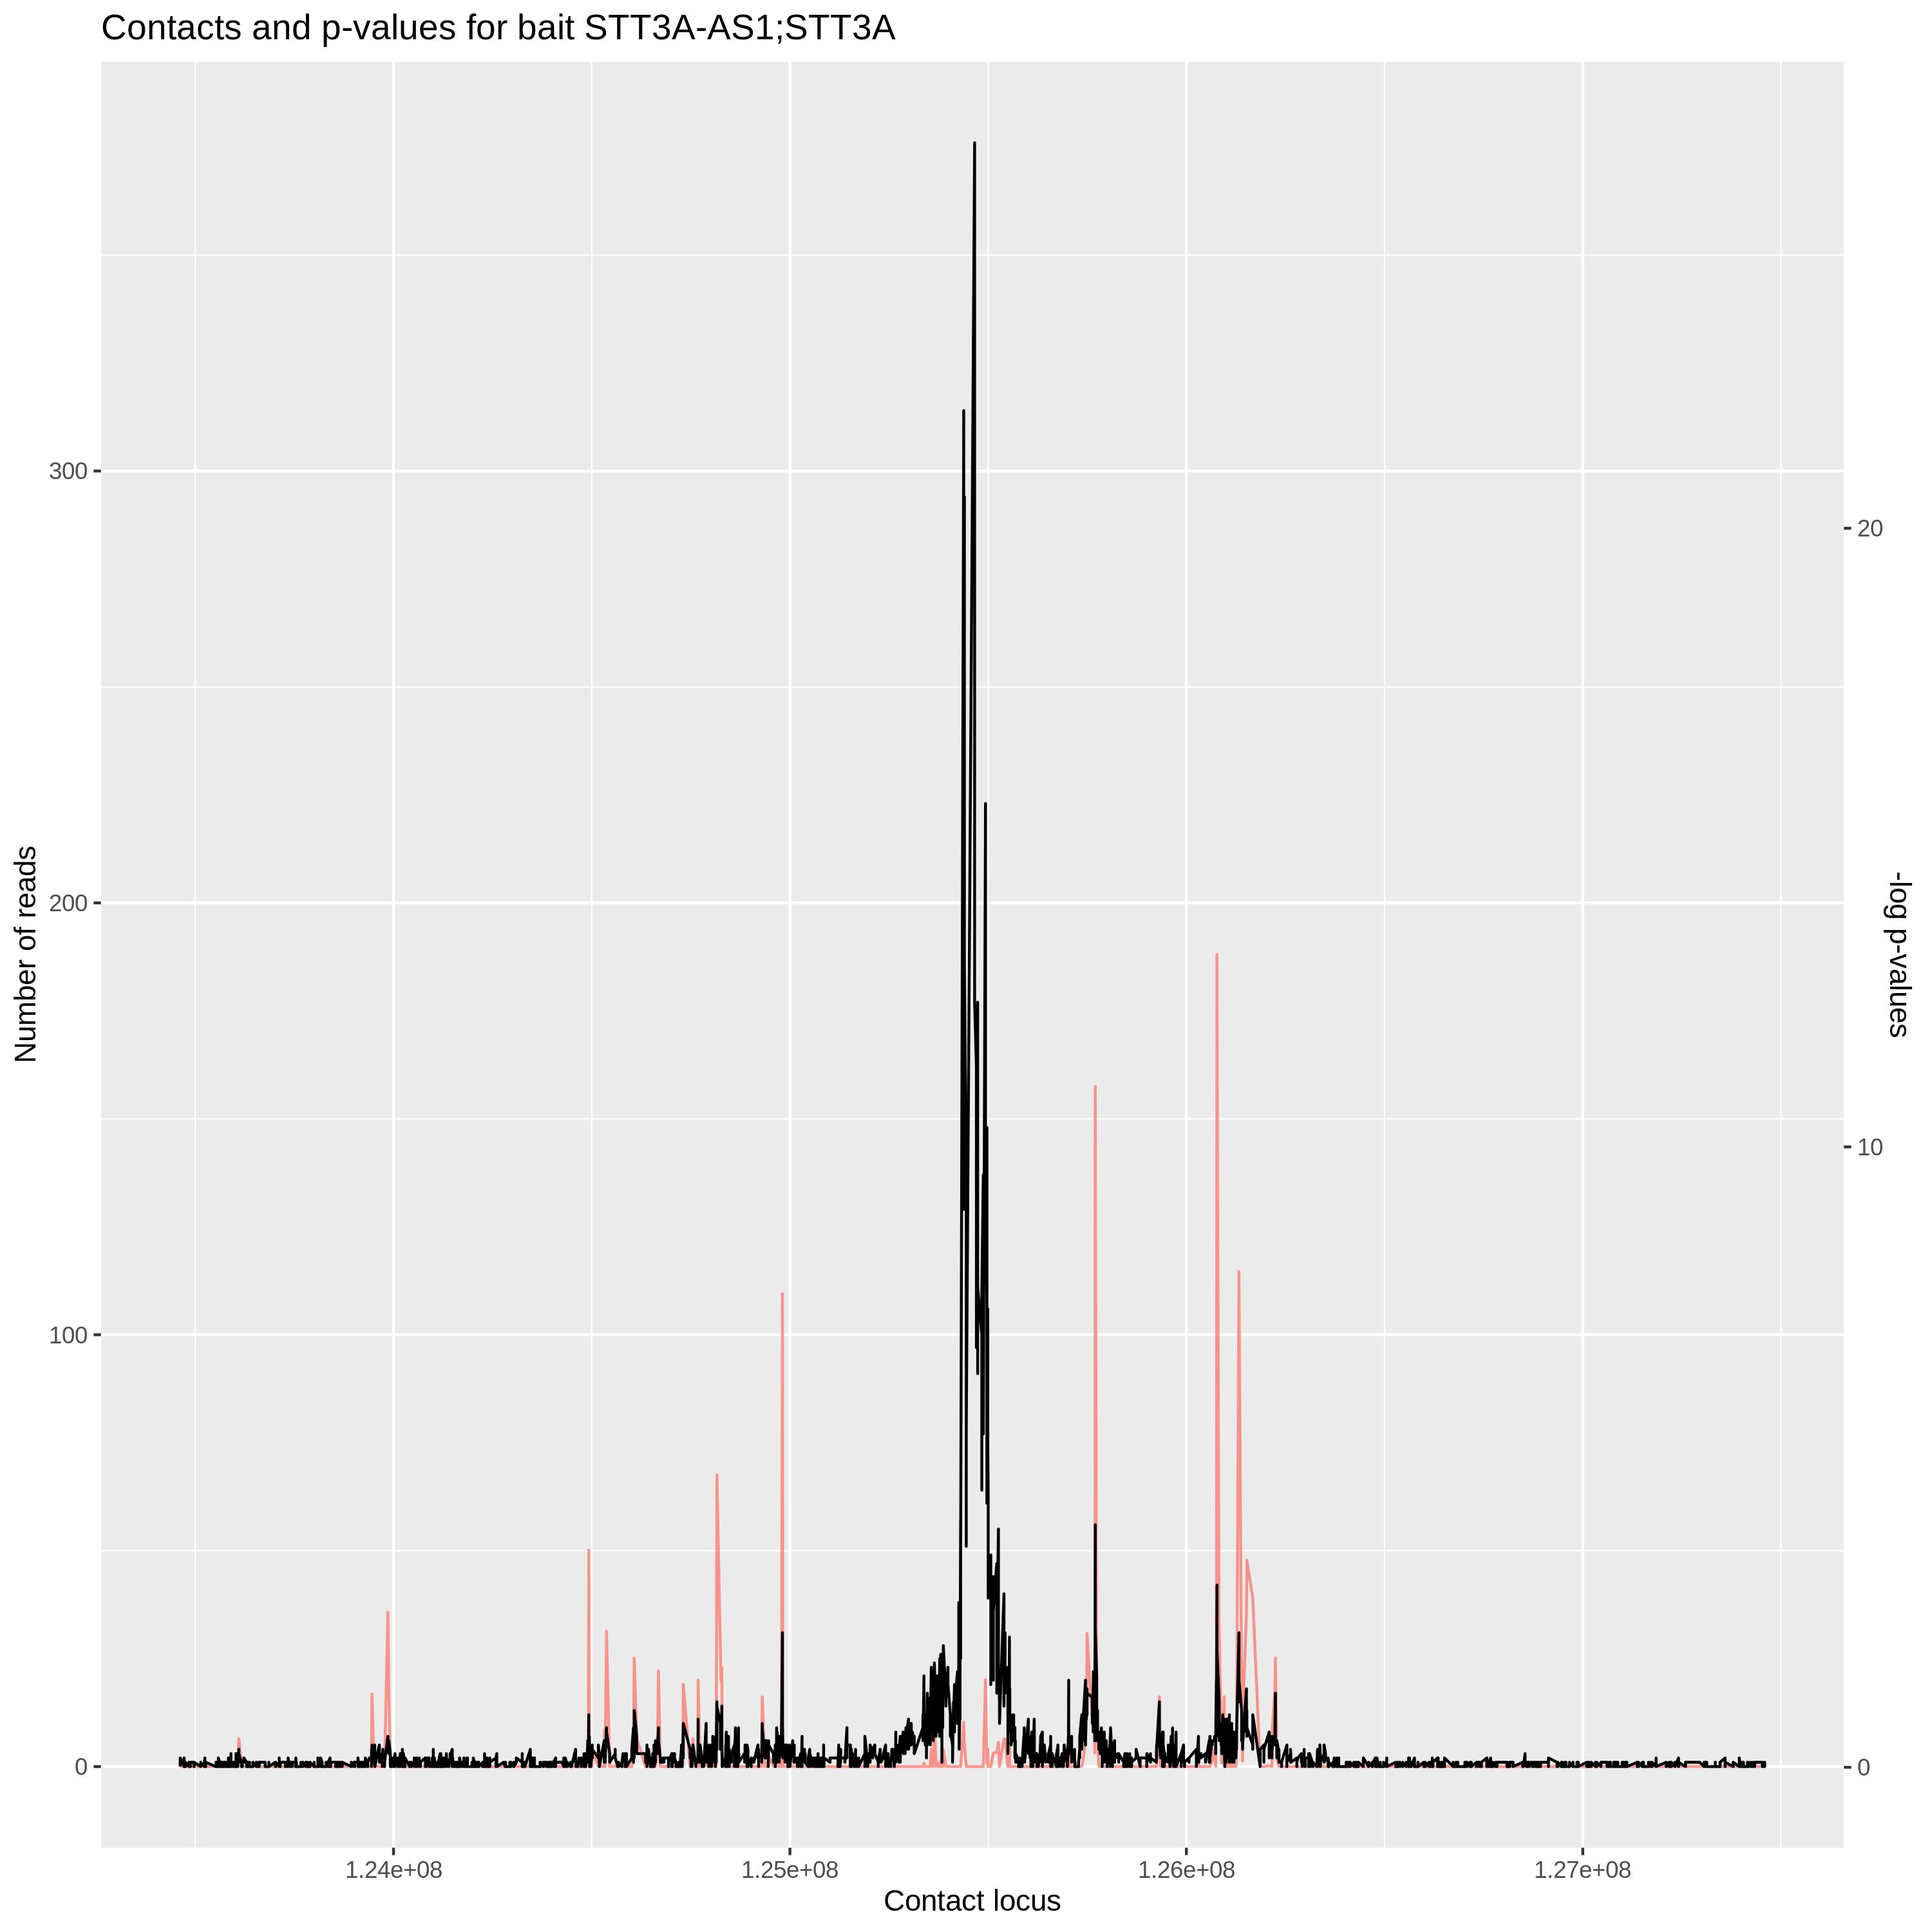 Contacts and p-values for bait STT3A-AS1;STT3A
Number of reads
300
200
100
0
20
10
0
-log p-values
1.24e+08
1.25e+08
1.26e+08
1.27e+08
Contact locus